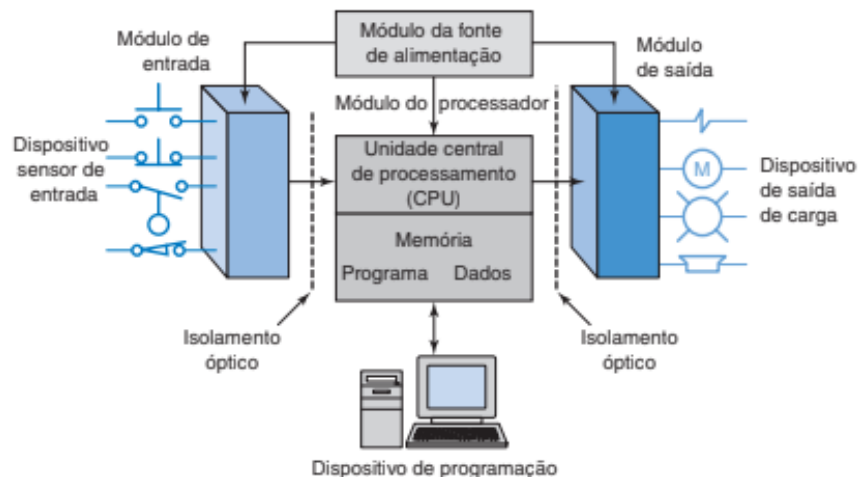 Módulo da fonte
de alimentação
Módulo de
entrada
Módulo
de saída
Módulo do processador
Dispositivo
sensor de
entrada
Unidade central
de processamento
(CPU)
M
Dispositivo
de saída
de carga
Memória
Programa Dados
Isolamento
óptico
Isolamento
óptico
Dispositivo de programação